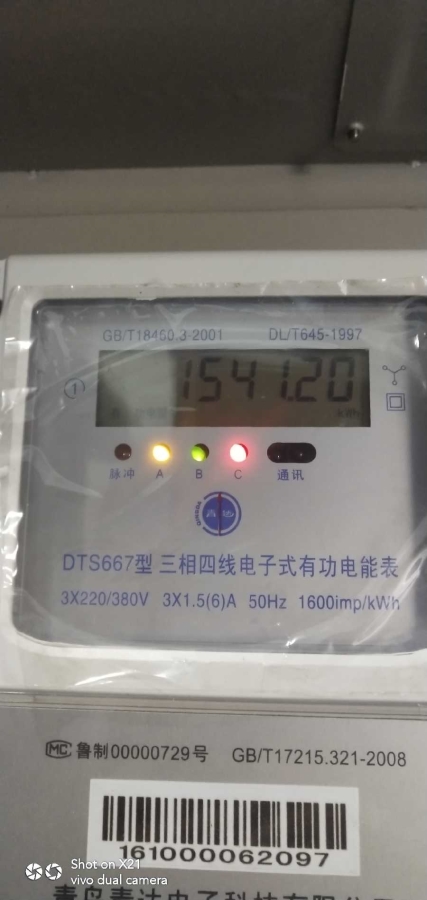 GB/T18460.3-2001 DL/T645-1997
1541.20
kWh
脉冲 A B C 通讯
DTS667型 三相四线电子式有功电能表
3X220/380V 3X1.5(6)A 50Hz 1600imp/kWh
MC 鲁制00000729号 GB/T17215.321-2008
161000062097
Shot on X21
vivo dual camera